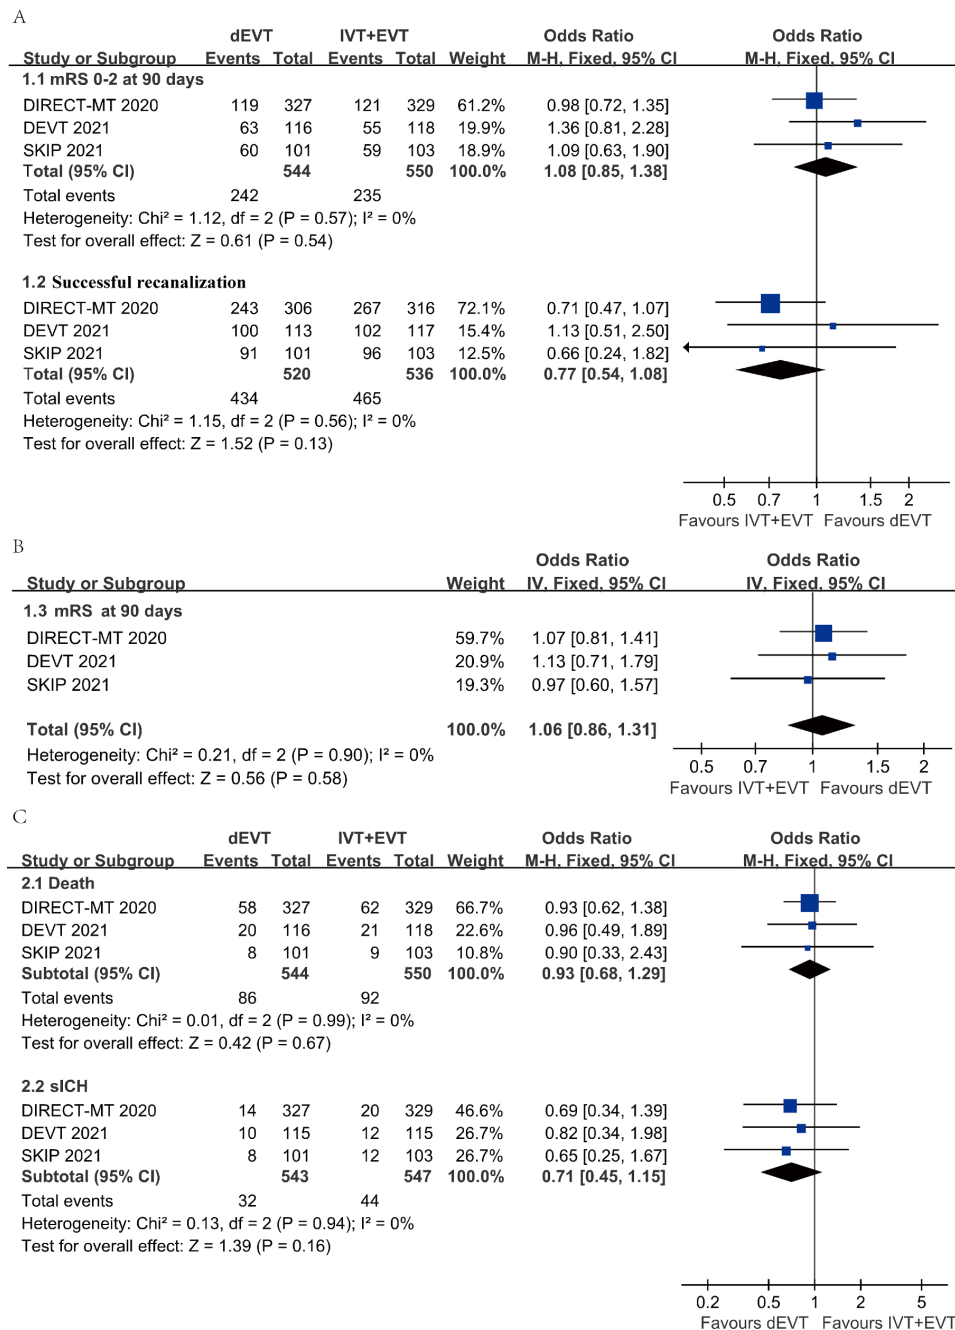 A
dEVT IVT+EVT Odds Ratio Odds Ratio
Study or Subgroup Events Total Events Total Weight M-H, Fixed, 95% CI M-H, Fixed, 95% CI
1.1 mRS 0-2 at 90 days
DIRECT-MT 2020 119 327 121 329 61.2% 0.98 [0.72, 1.35]
DEVT 2021 63 116 55 118 19.9% 1.36 [0.81, 2.28]
SKIP 2021 60 101 59 103 18.9% 1.09 [0.63, 1.90]
Total (95% CI) 544 550 100.0% 1.08 [0.85, 1.38]
Total events 242 235
Heterogeneity: Chi² = 1.12, df = 2 (P = 0.57); I² = 0%
Test for overall effect: Z = 0.61 (P = 0.54)
1.2 Successful recanalization
DIRECT-MT 2020 243 306 267 316 72.1% 0.71 [0.47, 1.07]
DEVT 2021 100 113 102 117 15.4% 1.13 [0.51, 2.50]
SKIP 2021 91 101 96 103 12.5% 0.66 [0.24, 1.82]
Total (95% CI) 520 536 100.0% 0.77 [0.54, 1.08]
Total events 434 465
Heterogeneity: Chi² = 1.15, df = 2 (P = 0.56); I² = 0%
Test for overall effect: Z = 1.52 (P = 0.13)
0.5 0.7 1 1.5 2
Favours IVT+EVT Favours dEVT
B
Odds Ratio Odds Ratio
Study or Subgroup Weight IV, Fixed, 95% CI IV, Fixed, 95% CI
1.3 mRS at 90 days
DIRECT-MT 2020 59.7% 1.07 [0.81, 1.41]
DEVT 2021 20.9% 1.13 [0.71, 1.79]
SKIP 2021 19.3% 0.97 [0.60, 1.57]
Total (95% CI) 100.0% 1.06 [0.86, 1.31]
Heterogeneity: Chi² = 0.21, df = 2 (P = 0.90); I² = 0%
Test for overall effect: Z = 0.56 (P = 0.58)
0.5 0.7 1 1.5 2
Favours IVT+EVT Favours dEVT
C
dEVT IVT+EVT Odds Ratio Odds Ratio
Study or Subgroup Events Total Events Total Weight M-H, Fixed, 95% CI M-H, Fixed, 95% CI
2.1 Death
DIRECT-MT 2020 58 327 62 329 66.7% 0.93 [0.62, 1.38]
DEVT 2021 20 116 21 118 22.6% 0.96 [0.49, 1.89]
SKIP 2021 8 101 9 103 10.8% 0.90 [0.33, 2.43]
Subtotal (95% CI) 544 550 100.0% 0.93 [0.68, 1.29]
Total events 86 92
Heterogeneity: Chi² = 0.01, df = 2 (P = 0.99); I² = 0%
Test for overall effect: Z = 0.42 (P = 0.67)
2.2 sICH
DIRECT-MT 2020 14 327 20 329 46.6% 0.69 [0.34, 1.39]
DEVT 2021 10 115 12 115 26.7% 0.82 [0.34, 1.98]
SKIP 2021 8 101 12 103 26.7% 0.65 [0.25, 1.67]
Subtotal (95% CI) 543 547 100.0% 0.71 [0.45, 1.15]
Total events 32 44
Heterogeneity: Chi² = 0.13, df = 2 (P = 0.94); I² = 0%
Test for overall effect: Z = 1.39 (P = 0.16)
0.2 0.5 1 2 5
Favours dEVT Favours IVT+EVT